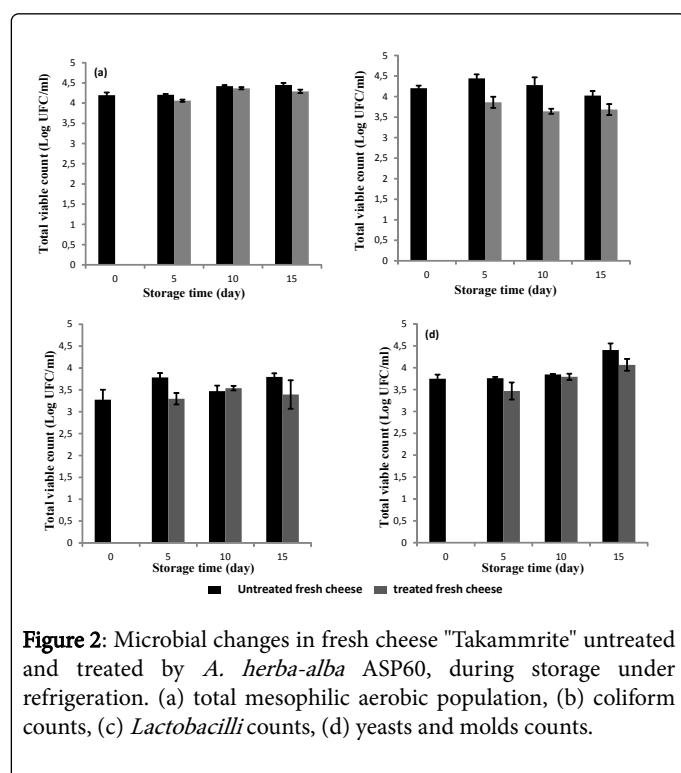 (a)
Total viable count (Log UFC/ml)
5
4,5
4
3,5
3
2,5
2
1,5
1
0,5
0
0 5 10 15
Storage time (day)
Total viable count (Log UFC/ml)
5
4,5
4
3,5
3
2,5
2
1,5
1
0,5
0
0 5 10 15
Storage time (day)
Total viable count (Log UFC/ml)
5
4,5
4
3,5
3
2,5
2
1,5
1
0,5
0
0 5 10 15
Storage time (day)
(d)
Total viable count (Log UFC/ml)
5
4,5
4
3,5
3
2,5
2
1,5
1
0,5
0
0 5 10 15
Storage time (day)
Untreated fresh cheese treated fresh cheese
Figure 2: Microbial changes in fresh cheese "Takammrite" untreated
and treated by A. herba-alba ASP60, during storage under
refrigeration. (a) total mesophilic aerobic population, (b) coliform
counts, (c) Lactobacilli counts, (d) yeasts and molds counts.